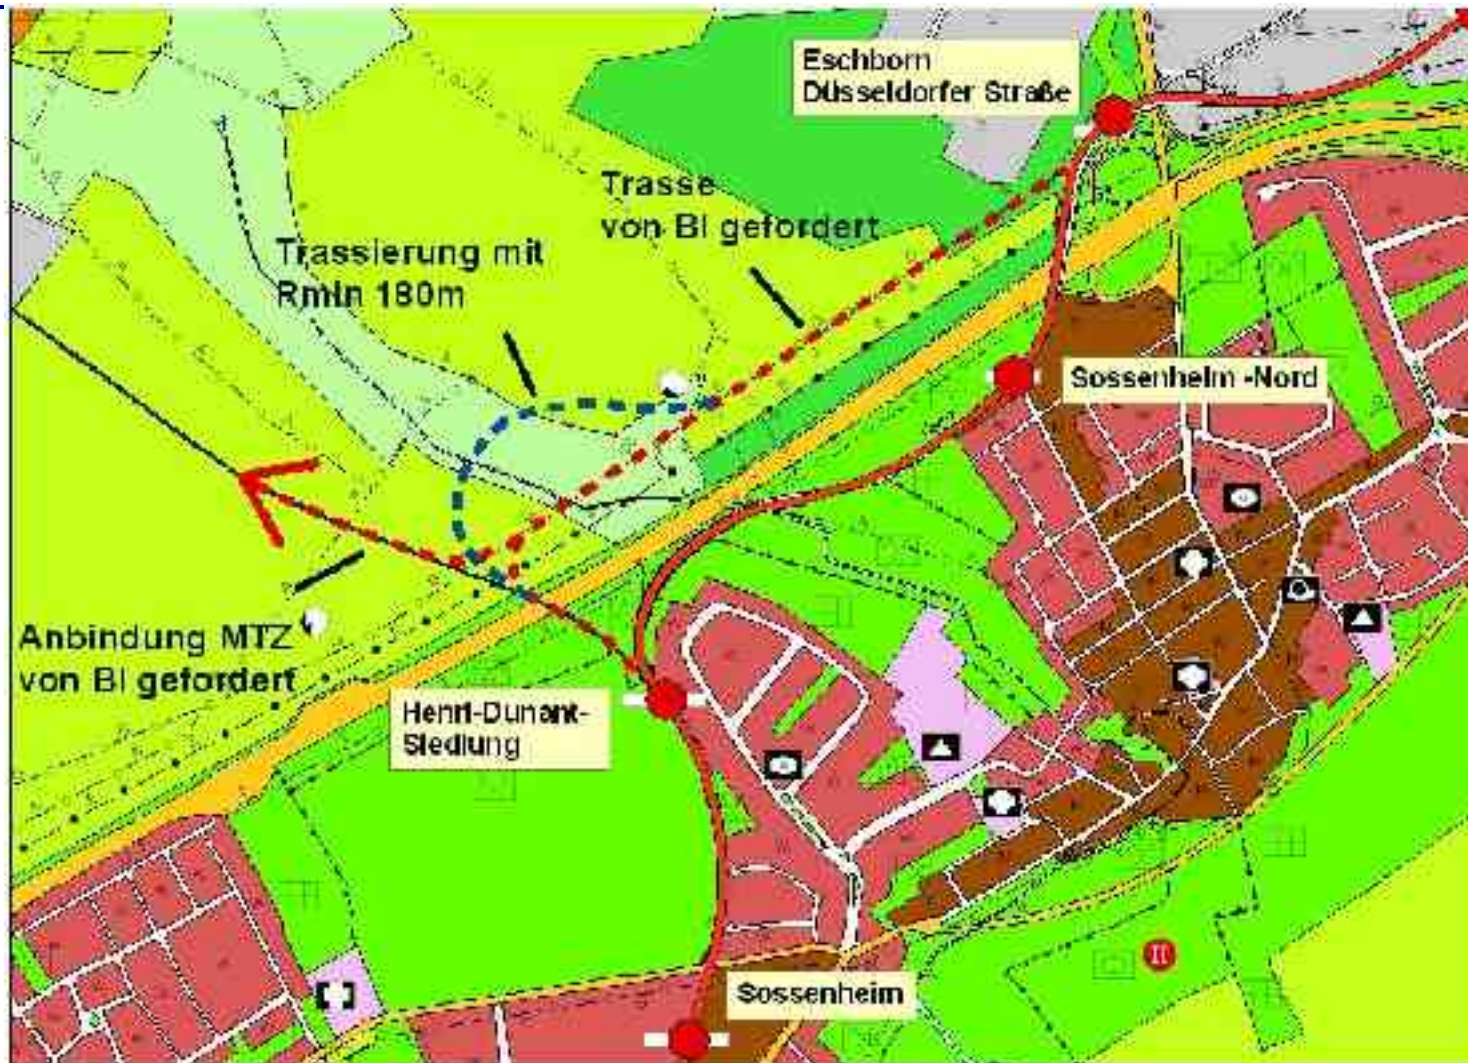 Eschborn
Düsseldorfer Straße
Trasse
von BI gefordert
Trassierung mit
Rmin 180m
Sossenheim -Nord
Anbindung MTZ
von BI gefordert
Henri-Dunant-
Siedlung
II
Sossenheim